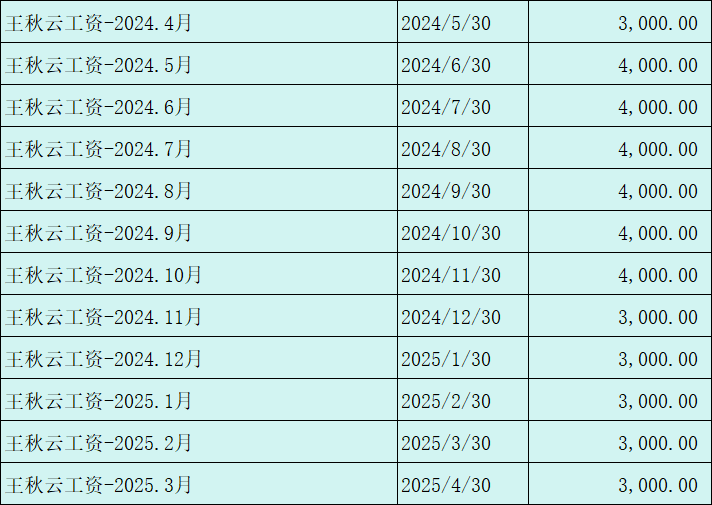 王秋云工资-2024.4月 2024/5/30 3,000.00
王秋云工资-2024.5月 2024/6/30 4,000.00
王秋云工资-2024.6月 2024/7/30 4,000.00
王秋云工资-2024.7月 2024/8/30 4,000.00
王秋云工资-2024.8月 2024/9/30 4,000.00
王秋云工资-2024.9月 2024/10/30 4,000.00
王秋云工资-2024.10月 2024/11/30 4,000.00
王秋云工资-2024.11月 2024/12/30 3,000.00
王秋云工资-2024.12月 2025/1/30 3,000.00
王秋云工资-2025.1月 2025/2/30 3,000.00
王秋云工资-2025.2月 2025/3/30 3,000.00
王秋云工资-2025.3月 2025/4/30 3,000.00